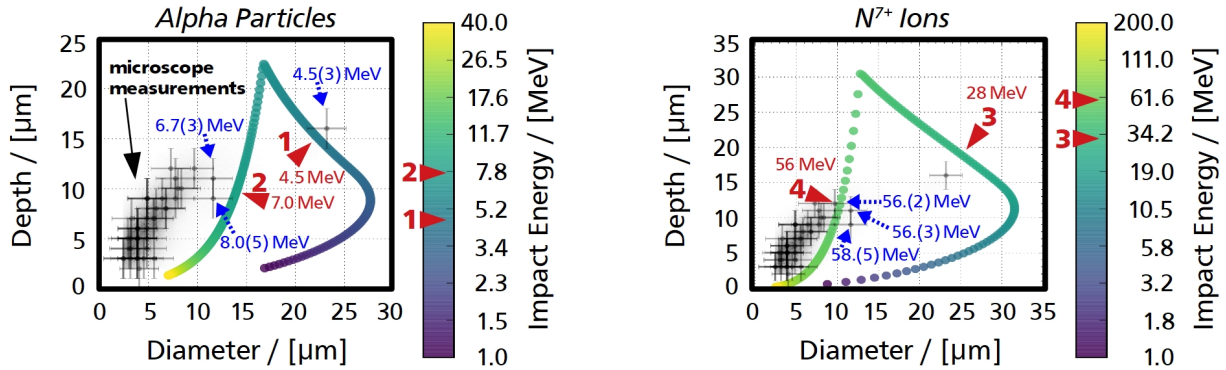 Alpha Particles
25
20
15
10
5
0
Depth / [µm]
0 5 10 15 20 25 30
Diameter / [µm]
microscope
measurements
4.5(3) MeV
6.7(3) MeV
1
4.5 MeV
2
7.0 MeV
8.0(5) MeV
2
1
40.0
26.5
17.6
11.7
7.8
5.2
3.4
2.3
1.5
1.0
Impact Energy / [MeV]
N7+ Ions
35
30
25
20
15
10
5
0
Depth / [µm]
0 5 10 15 20 25 30 35
Diameter / [µm]
28 MeV
3
56 MeV
4
56.(2) MeV
56.(3) MeV
58.(5) MeV
4
3
200.0
111.0
61.6
34.2
19.0
10.5
5.8
3.2
1.8
1.0
Impact Energy / [MeV]